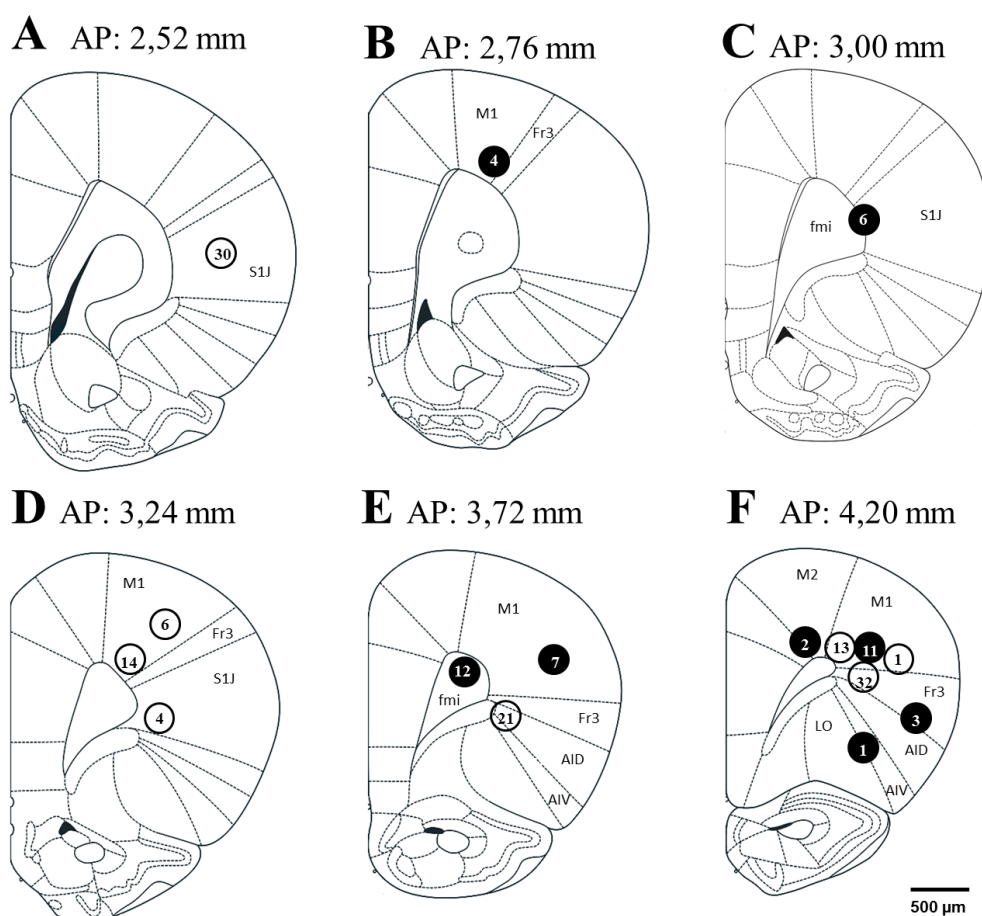 A AP: 2,52 mm
B AP: 2,76 mm
C AP: 3,00 mm
30
S1J
M1
Fr3
4
fmi
6
S1J
D AP: 3,24 mm
E AP: 3,72 mm
F AP: 4,20 mm
M1
6
Fr3
14
S1J
4
M1
12
7
fmi
21
Fr3
AID
AIV
M2
M1
2
13
11
1
32
Fr3
3
LO
1
AID
AIV
500 µm